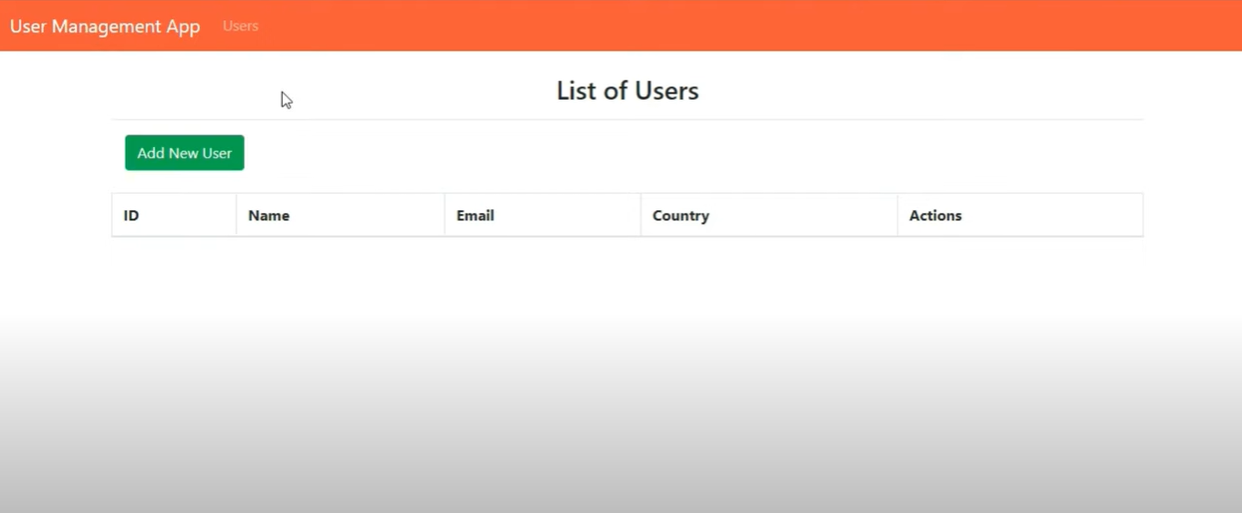 User Management App Users
List of Users
Add New User
ID Name Email Country Actions